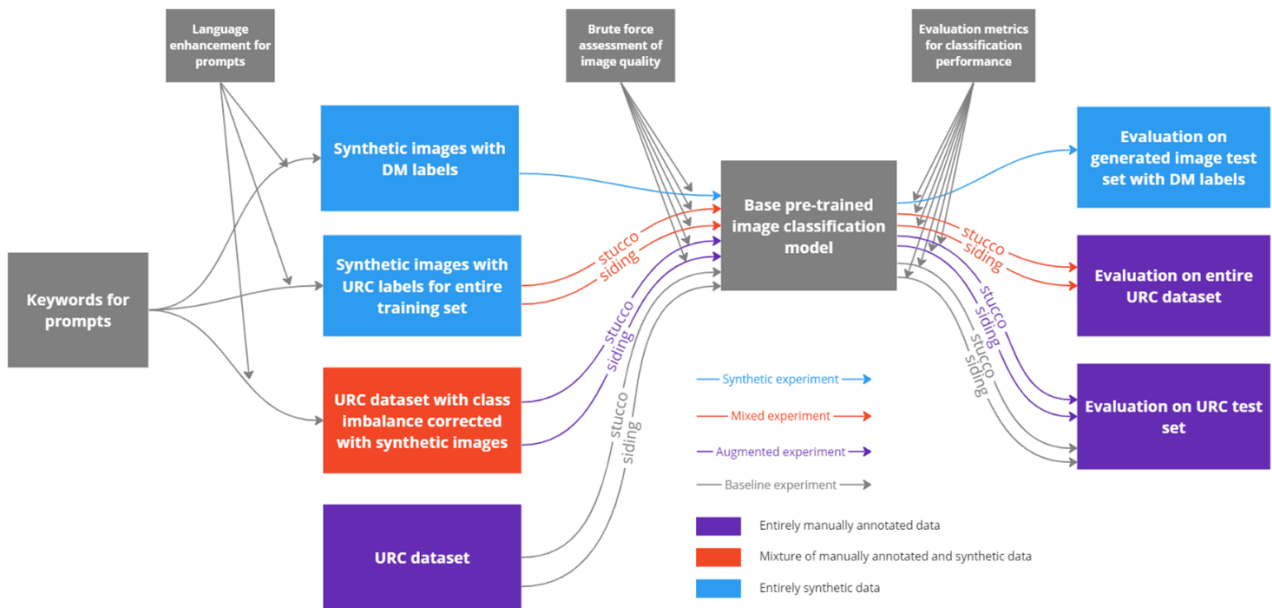 Language
enhancement for
prompts
Brute force
assessment of
image quality
Evaluation metrics
for classification
performance
Synthetic images with
DM labels
Evaluation on
generated image test
set with DM labels
Base pre-trained
image classification
model
Keywords for
prompts
Synthetic images with
URC labels for entire
training set
stucco
siding
stucco
siding
Evaluation on entire
URC dataset
URC dataset with class
imbalance corrected
with synthetic images
stucco
siding
stucco
siding
stucco
siding
stucco
siding
Evaluation on URC test
set
URC dataset
Synthetic experiment
Mixed experiment
Augmented experiment
Baseline experiment
Entirely manually annotated data
Mixture of manually annotated and synthetic data
Entirely synthetic data